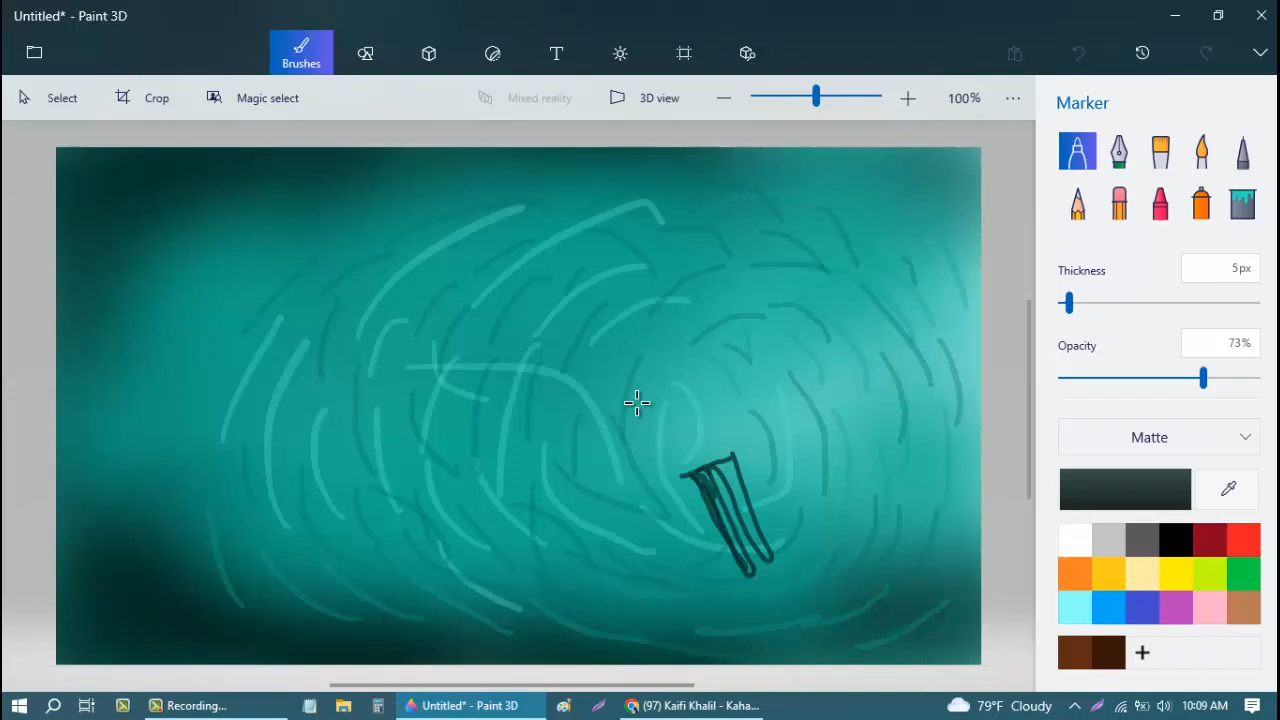 Untitled* - Paint 3D
Brushes
Select
Crop
Magic select
Mixed reality
3D view
100%
Marker
Thickness
5px
Opacity
73%
Matte
Recording...
Untitled* - Paint 3D
(97) Kaifi Khalil - Kaha...
79°F Cloudy
10:09 AM